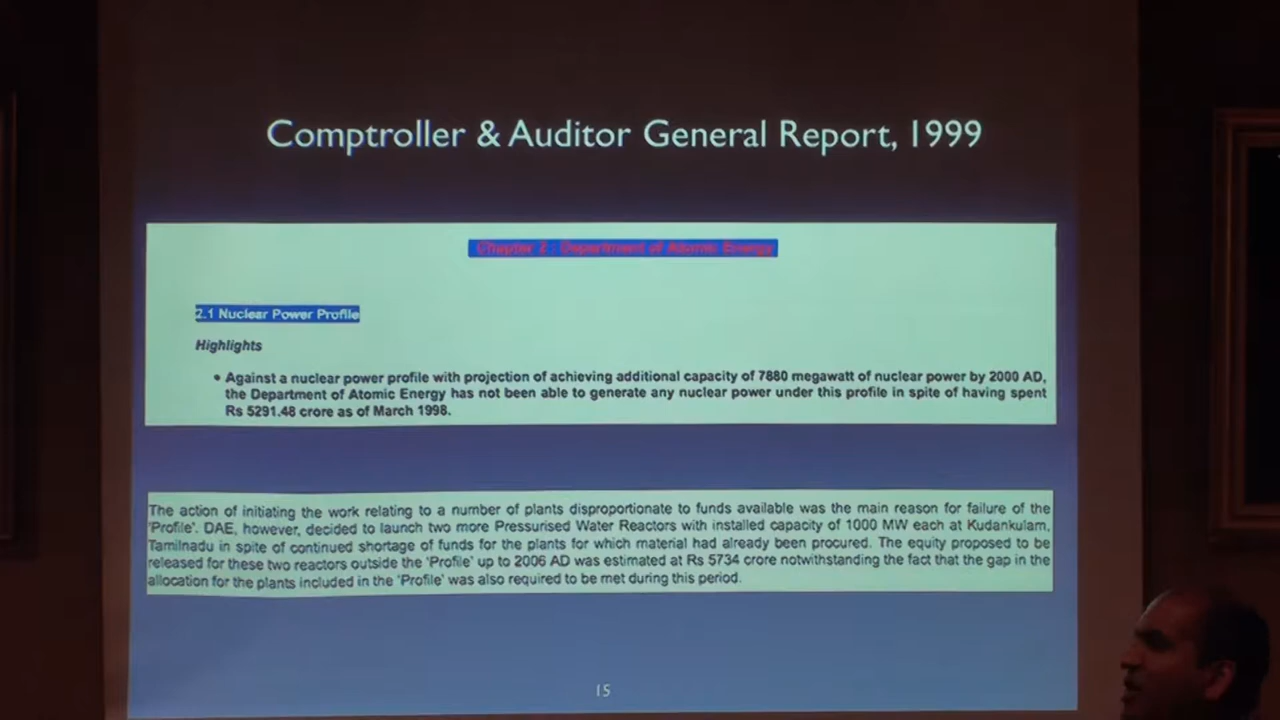 Comptroller & Auditor General Report, 1999
Chapter 2 : Department of Atomic Energy
2.1 Nuclear Power Profile
Highlights
• Against a nuclear power profile with projection of achieving additional capacity of 7880 megawatt of nuclear power by 2000 AD,
the Department of Atomic Energy has not been able to generate any nuclear power under this profile in spite of having spent
Rs 5291.48 crore as of March 1998.
The action of initiating the work relating to a number of plants disproportionate to funds available was the main reason for failure of the
'Profile'. DAE, however, decided to launch two more Pressurised Water Reactors with installed capacity of 1000 MW each at Kudankulam,
Tamilnadu in spite of continued shortage of funds for the plants for which material had already been procured. The equity proposed to be
released for these two reactors outside the 'Profile' up to 2006 AD was estimated at Rs 5734 crore notwithstanding the fact that the gap in the
allocation for the plants included in the 'Profile' was also required to be met during this period.
15